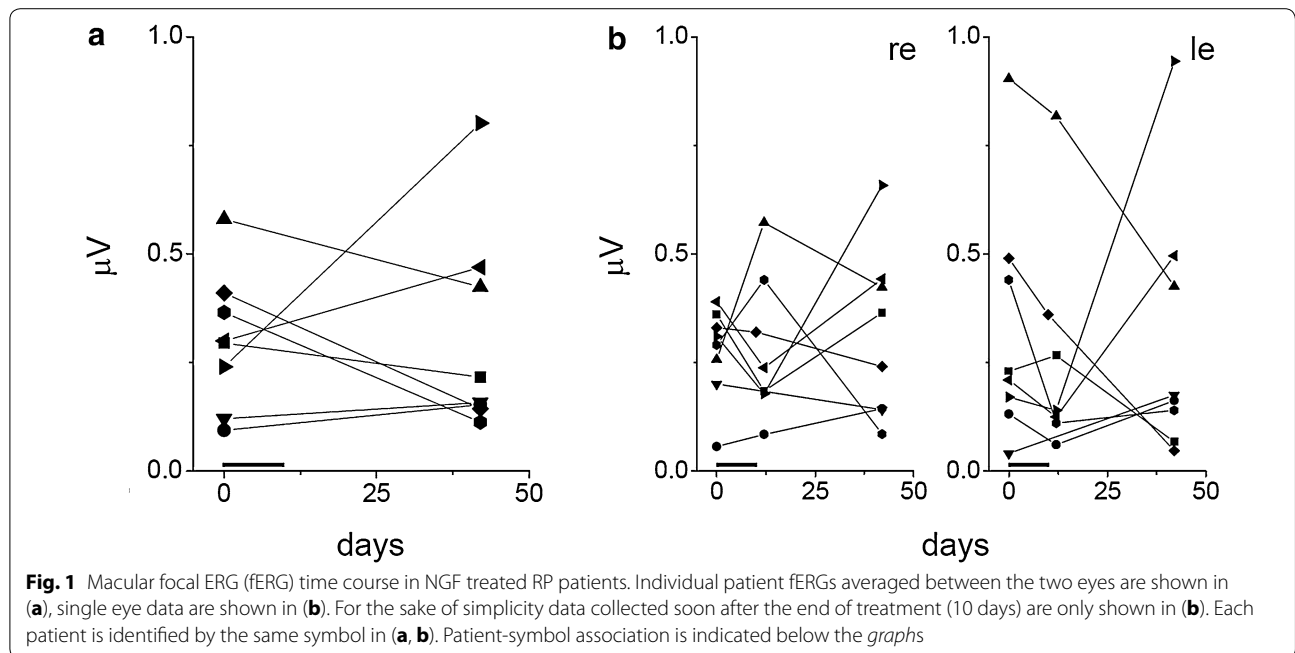 a
b
re
le
1.0
0.5
0.0
μV
0
25
50
days
1.0
0.5
0.0
μV
0
25
50
1.0
0.5
0.0
0
25
50
days
Fig. 1 Macular focal ERG (fERG) time course in NGF treated RP patients. Individual patient fERGs averaged between the two eyes are shown in
(a), single eye data are shown in (b). For the sake of simplicity data collected soon after the end of treatment (10 days) are only shown in (b). Each
patient is identified by the same symbol in (a, b). Patient-symbol association is indicated below the graphs